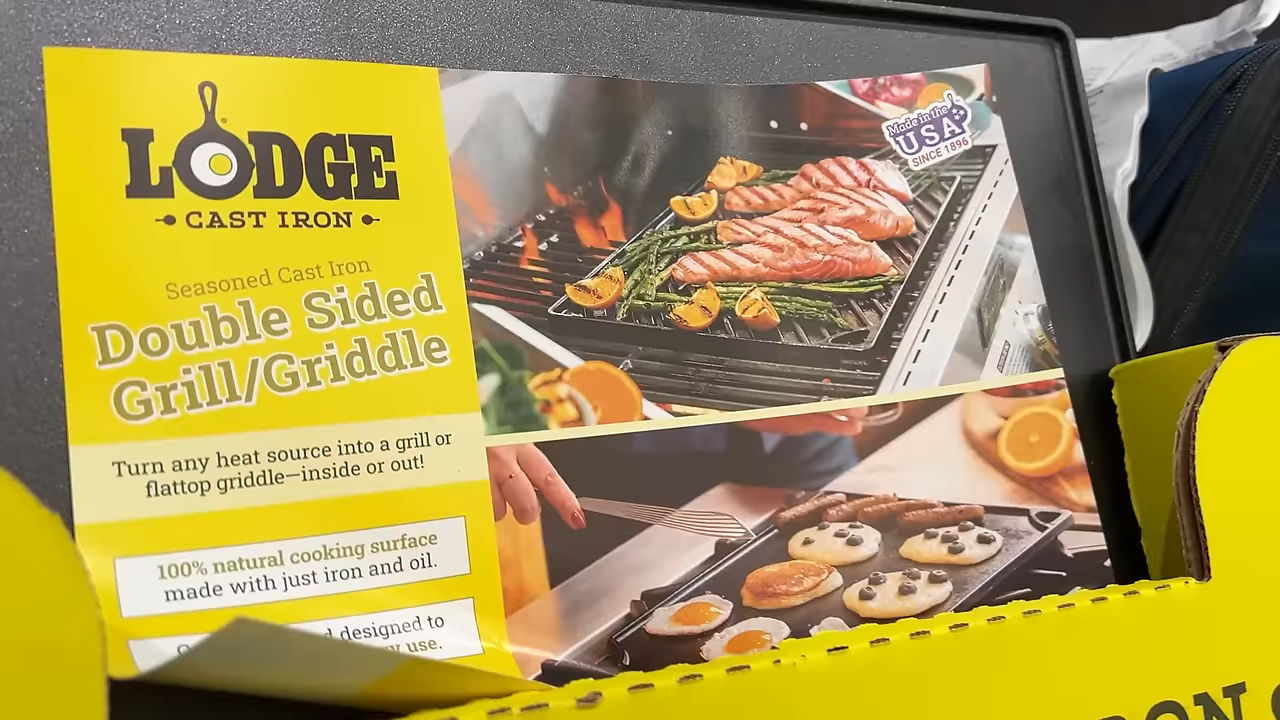 LODGE
CAST IRON
Seasoned Cast Iron
Double Sided
Grill/Griddle
Turn any heat source into a grill or
flattop griddle—inside or out!
100% natural cooking surface
made with just iron and oil.
designed to
use.
Made in the
USA
SINCE 1896